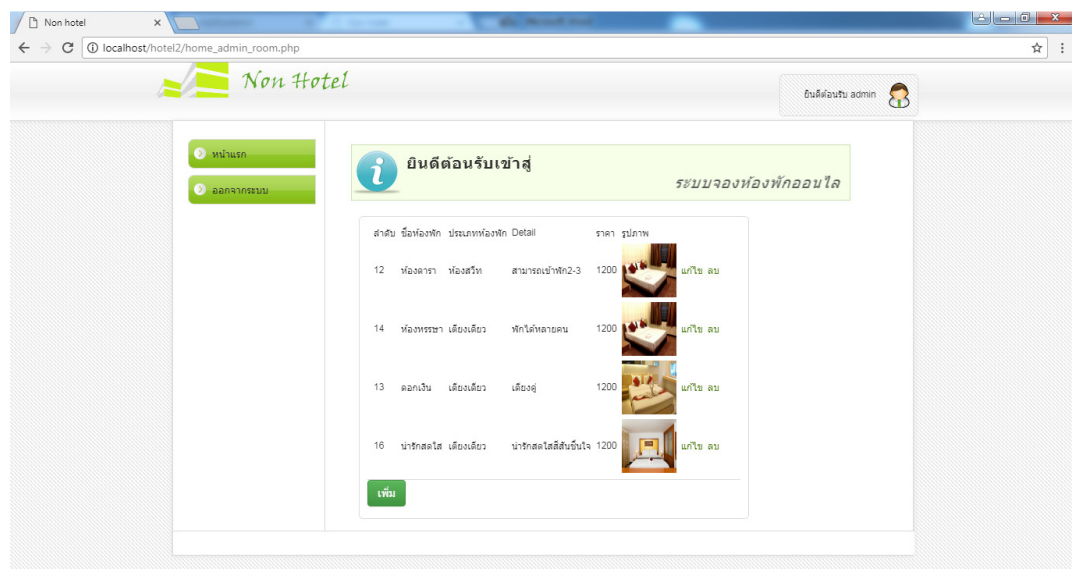 Non hotel
localhost/hotel2/home_admin_room.php
Non Hotel
ยินดีต้อนรับ admin
หน้าแรก
ออกจากระบบ
ยินดีต้อนรับเข้าสู่
ระบบจองห้องพักออนไล
ลำดับ ชื่อห้องพัก ประเภทห้องพัก Detail ราคา รูปภาพ
12 ห้องดารา ห้องสวีท สามารถเข้าพัก2-3 1200 แก้ไข ลบ
14 ห้องหรรษา เตียงเดียว พักได้หลายคน 1200 แก้ไข ลบ
13 ดอกเงิน เตียงเดียว เตียงคู่ 1200 แก้ไข ลบ
16 น่ารักสดใส เตียงเดียว น่ารักสดใสสีสันชื่นใจ 1200 แก้ไข ลบ
เพิ่ม